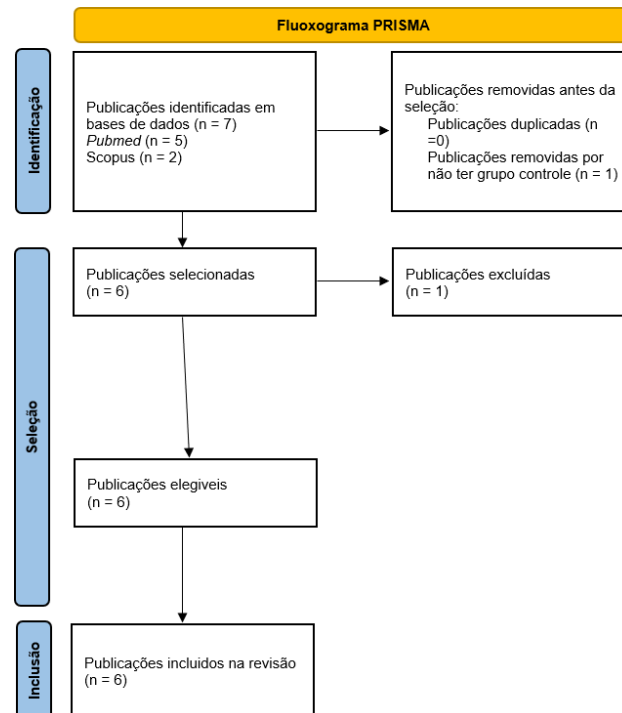 Fluoxograma PRISMA
Identificação
Publicações identificadas em
bases de dados (n = 7)
Pubmed (n = 5)
Scopus (n = 2)
Publicações removidas antes da
seleção:
Publicações duplicadas (n
=0)
Publicações removidas por
não ter grupo controle (n = 1)
Seleção
Publicações selecionadas
(n = 6)
Publicações excluídas
(n = 1)
Publicações elegiveis
(n = 6)
Inclusão
Publicações incluidos na revisão
(n = 6)